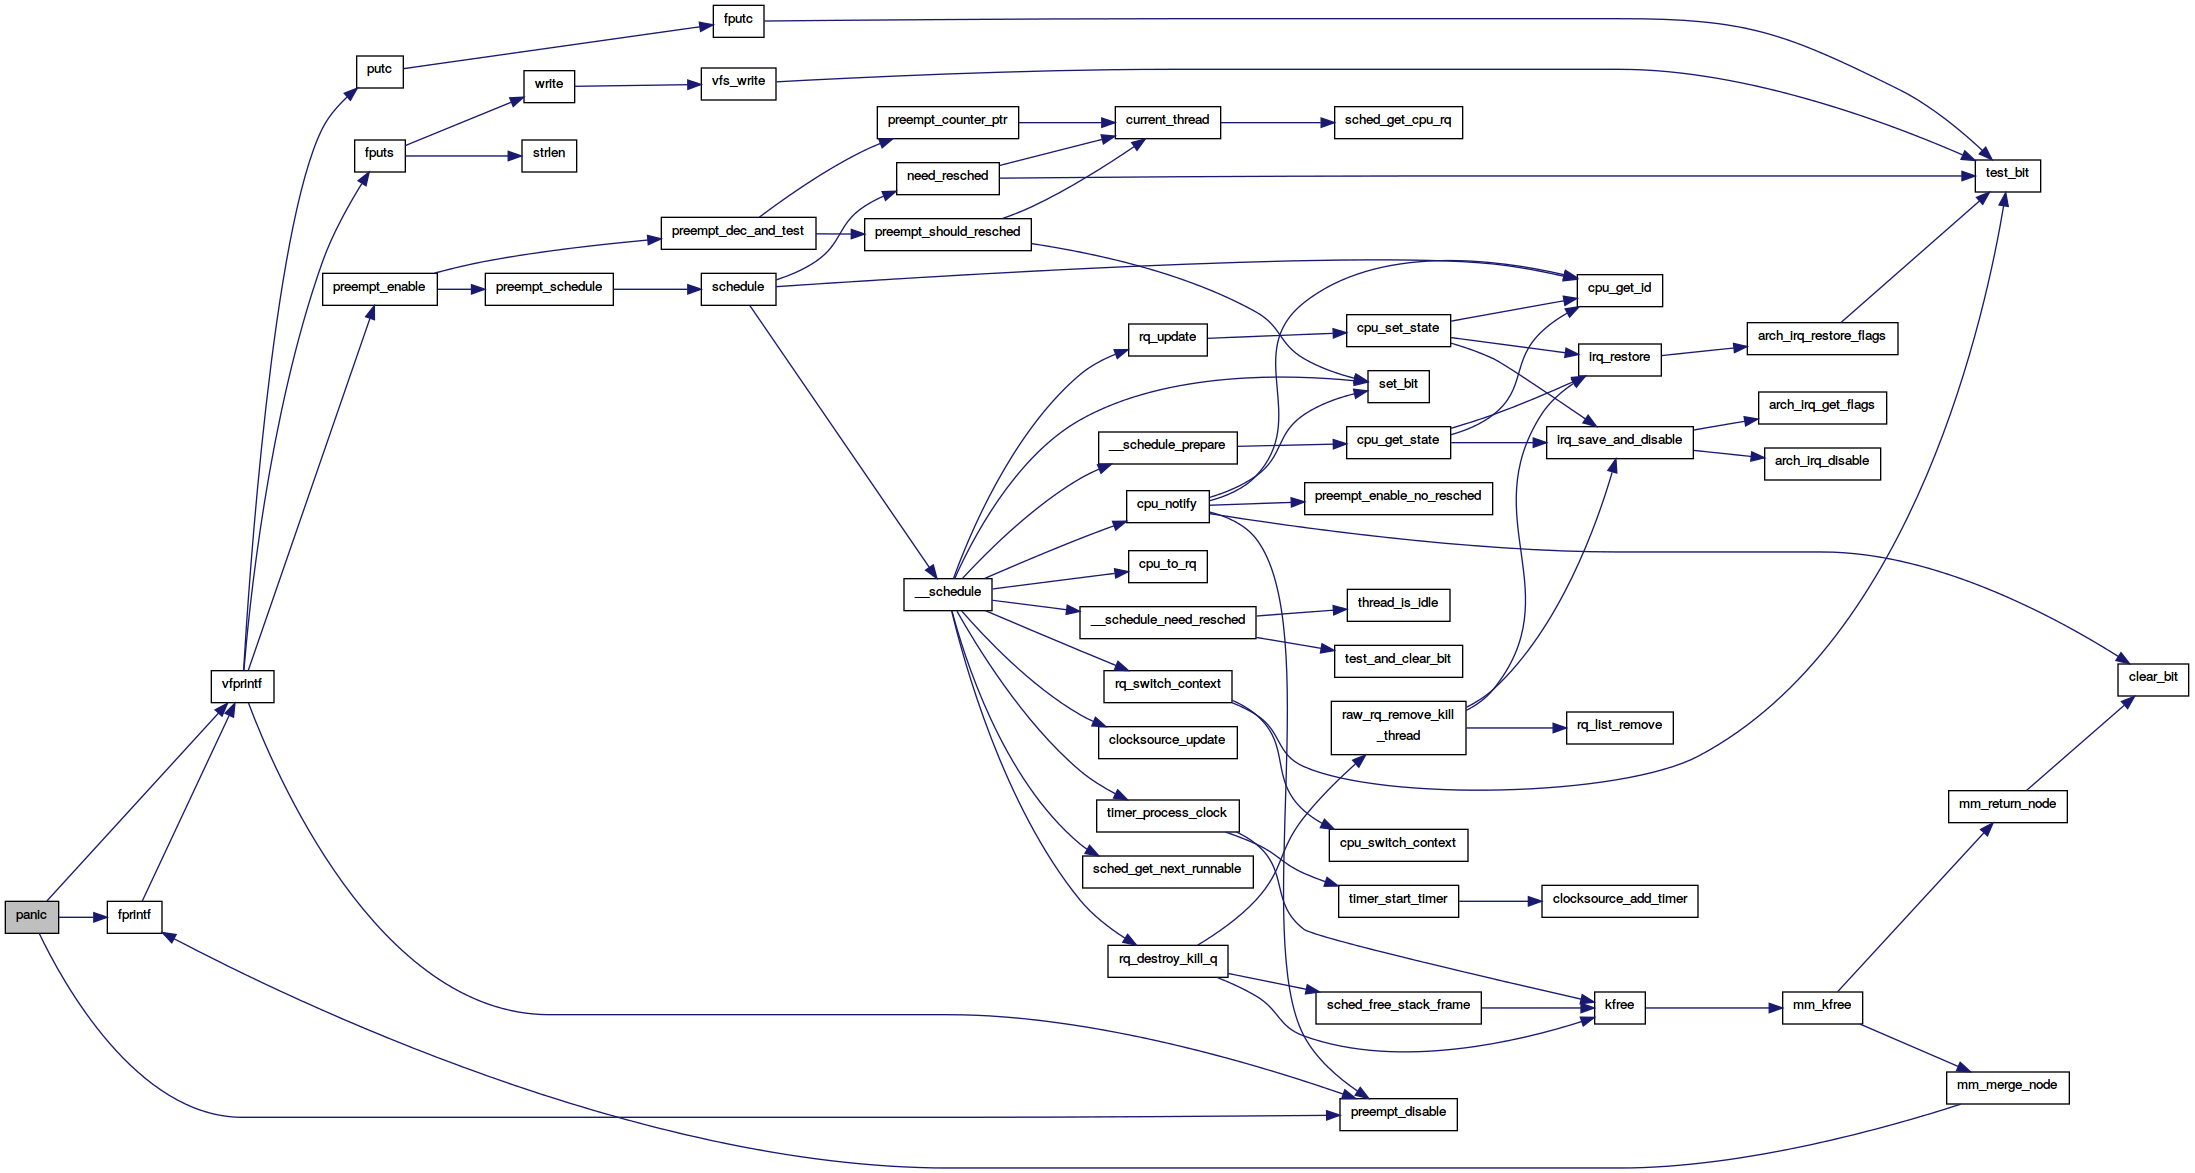 fputc
putc
write
vfs_write
preempt_counter_ptr
current_thread
sched_get_cpu_rq
fputs
strlen
need_resched
test_bit
preempt_dec_and_test
preempt_should_resched
preempt_enable
preempt_schedule
schedule
cpu_get_id
rq_update
cpu_set_state
arch_irq_restore_flags
irq_restore
set_bit
arch_irq_get_flags
__schedule_prepare
cpu_get_state
irq_save_and_disable
arch_irq_disable
cpu_notify
preempt_enable_no_resched
cpu_to_rq
__schedule
thread_is_idle
__schedule_need_resched
test_and_clear_bit
vfprintf
rq_switch_context
clear_bit
raw_rq_remove_kill
_thread
rq_list_remove
clocksource_update
mm_return_node
timer_process_clock
cpu_switch_context
sched_get_next_runnable
timer_start_timer
clocksource_add_timer
panic
fprintf
rq_destroy_kill_q
sched_free_stack_frame
kfree
mm_kfree
mm_merge_node
preempt_disable